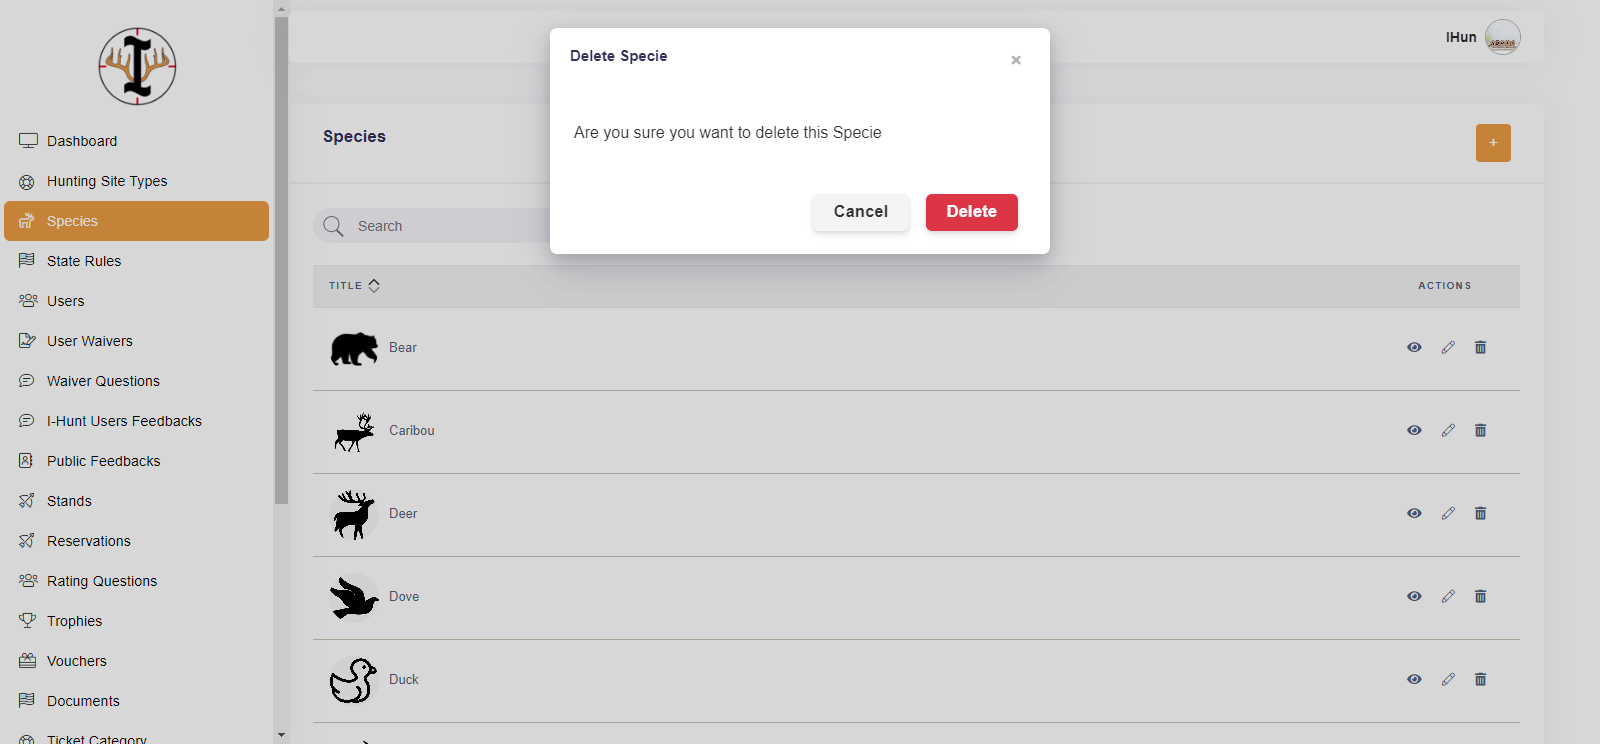 I
Dashboard
Hunting Site Types
Species
State Rules
Users
User Waivers
Waiver Questions
I-Hunt Users Feedbacks
Public Feedbacks
Stands
Reservations
Rating Questions
Trophies
Vouchers
Documents
Ticket Category
IHun
Delete Specie
×
Are you sure you want to delete this Specie
Cancel
Delete
Species
+
Search
TITLE
ACTIONS
Bear
Caribou
Deer
Dove
Duck